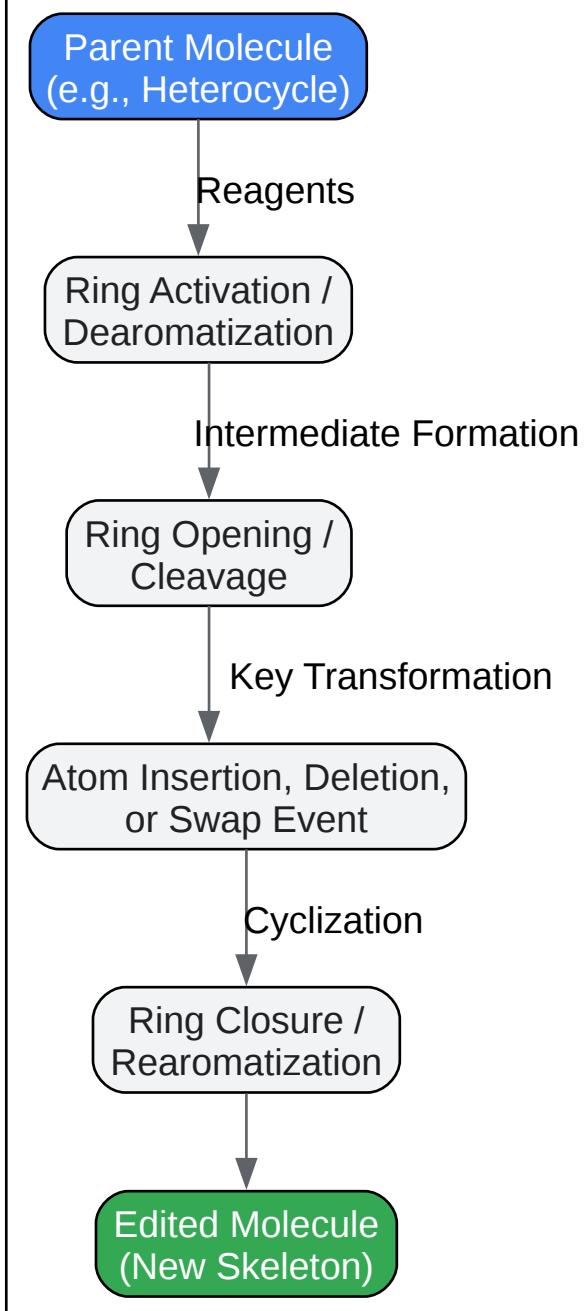 Parent Molecule
(e.g., Heterocycle)
Reagents
Ring Activation /
Dearomatization
Intermediate Formation
Ring Opening /
Cleavage
Key Transformation
Atom Insertion, Deletion,
or Swap Event
Cyclization
Ring Closure /
Rearomatization
Edited Molecule
(New Skeleton)